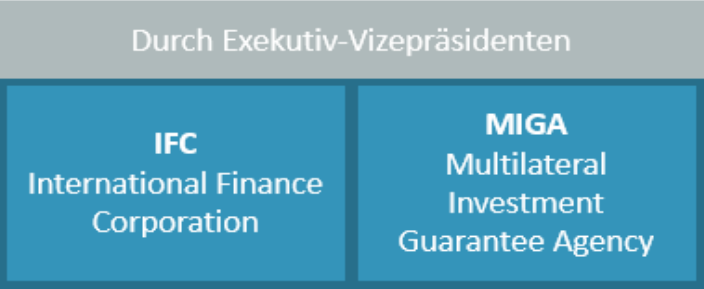 Durch Exekutiv-Vizepräsidenten
IFC
International Finance
Corporation
MIGA
Multilateral
Investment
Guarantee Agency